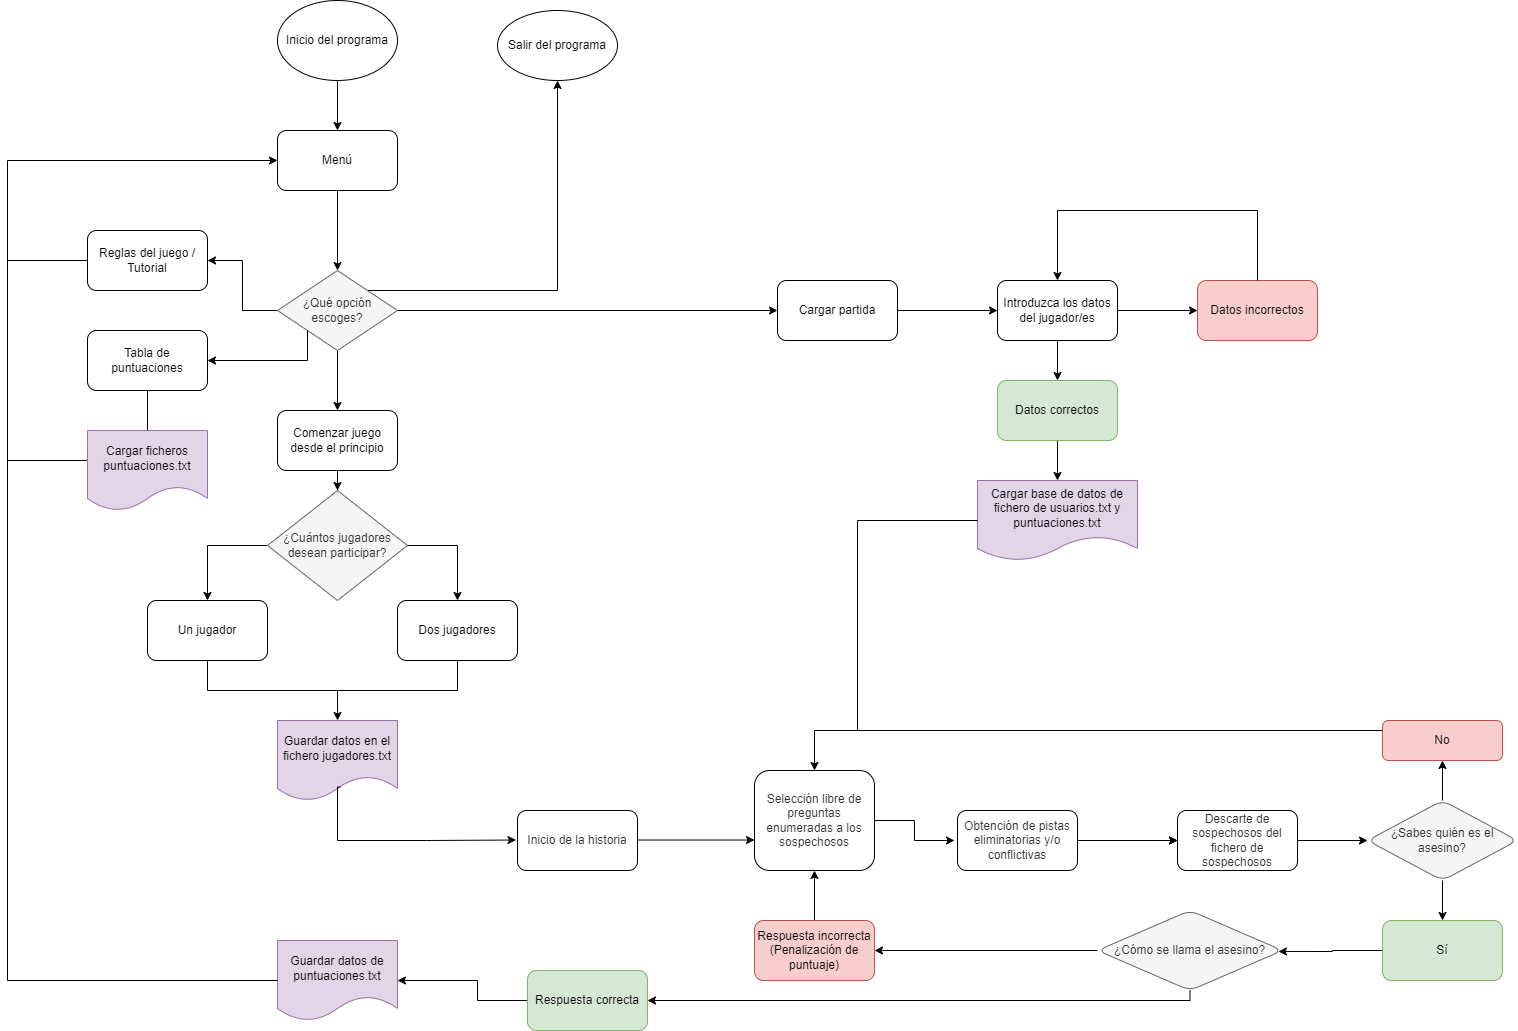 Inicio del programa
Salir del programa
Menú
Reglas del juego /
Tutorial
¿Qué opción
escoges?
Cargar partida
Introduzca los datos
del jugador/es
Datos incorrectos
Tabla de
puntuaciones
Datos correctos
Comenzar juego
desde el principio
Cargar ficheros
puntuaciones.txt
Cargar base de datos de
fichero de usuarios.txt y
puntuaciones.txt
¿Cuántos jugadores
desean participar?
Un jugador
Dos jugadores
Guardar datos en el
fichero jugadores.txt
No
Inicio de la historia
Selección libre de
preguntas
enumeradas a los
sospechosos
Obtención de pistas
eliminatorias y/o
conflictivas
Descarte de
sospechosos del
fichero de
sospechosos
¿Sabes quién es el
asesino?
Sí
¿Cómo se llama el asesino?
Respuesta incorrecta
(Penalización de
puntuaje)
Guardar datos de
puntuaciones.txt
Respuesta correcta